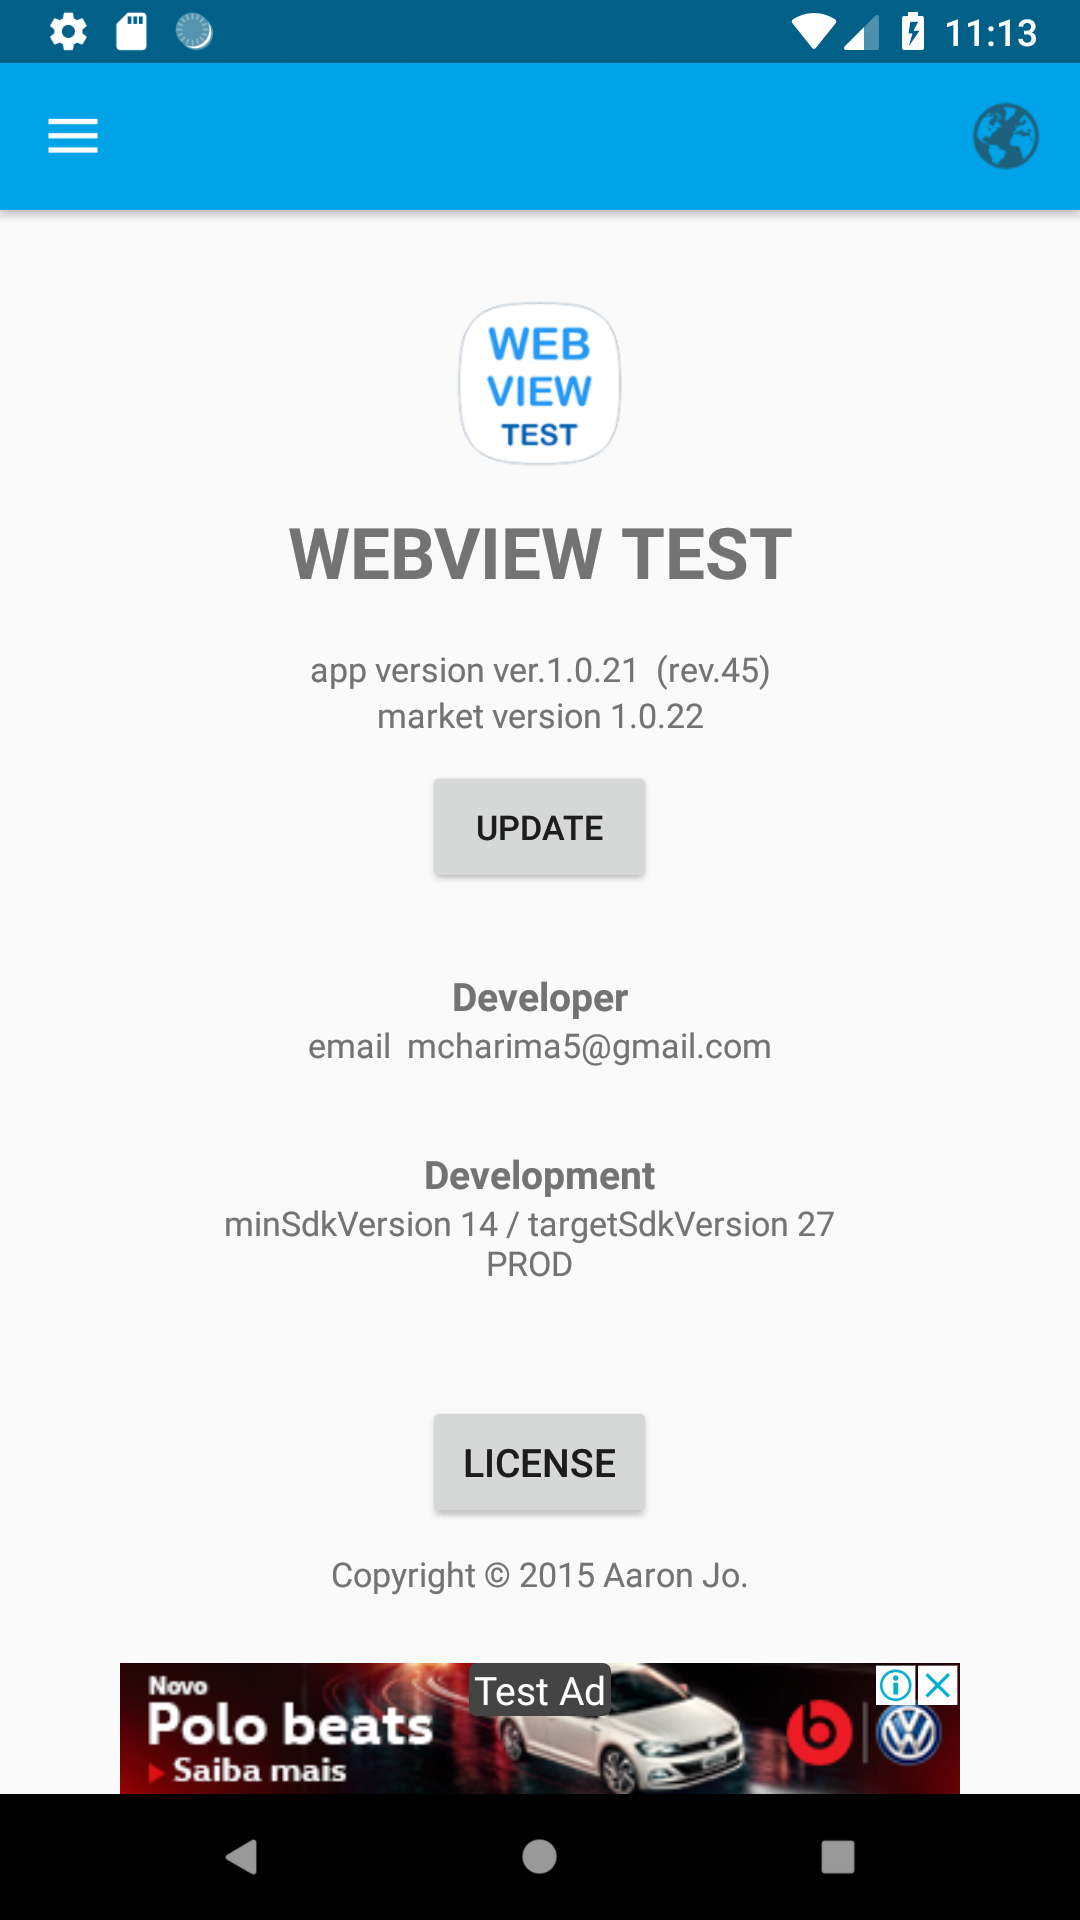 11:13
WEB
VIEW
TEST
WEBVIEW TEST
app version ver.1.0.21 (rev.45)
market version 1.0.22
UPDATE
Developer
email mcharima5@gmail.com
Development
minSdkVersion 14 / targetSdkVersion 27
PROD
LICENSE
Copyright © 2015 Aaron Jo.
Test Ad
Novo
Polo beats
Saiba mais